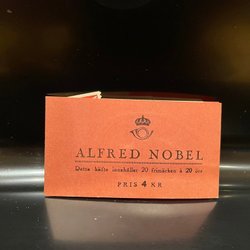 ALFRED NOBEL
Detta häfte innehåller 20 frimärken à 20 öre
PRIS 4 KR